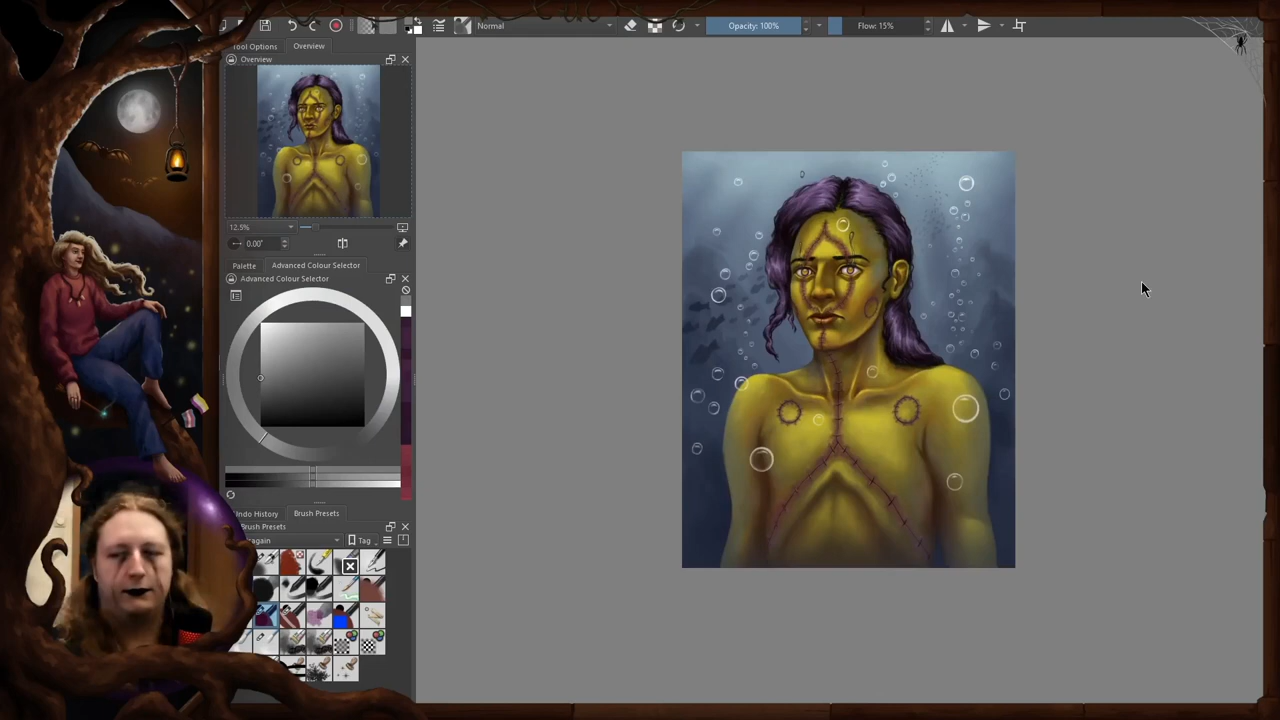 Normal
Opacity: 100%
Flow: 15%
Tool Options
Overview
Overview
12.5%
0.00°
Palette
Advanced Colour Selector
Advanced Colour Selector
Undo History
Brush Presets
Brush Presets
again
Tag